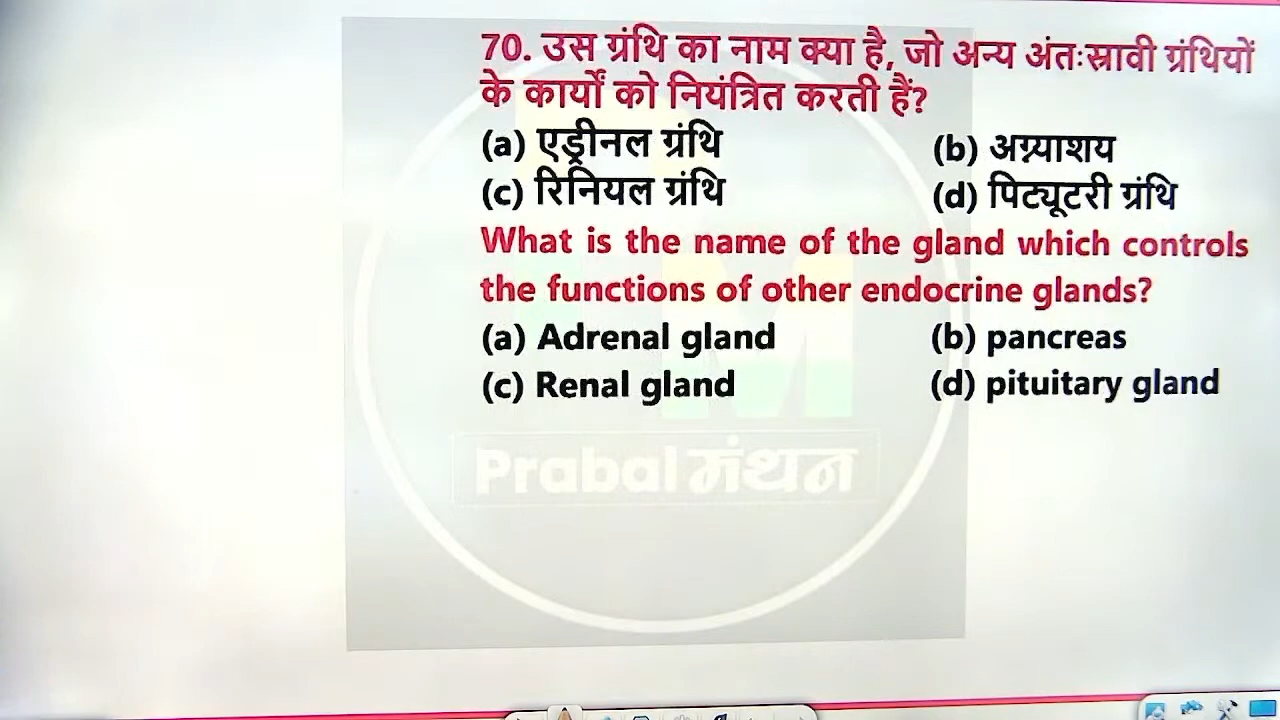 70. उस ग्रंथि का नाम क्या है, जो अन्य अंतःस्रावी ग्रंथियों
के कार्यों को नियंत्रित करती हैं?
(a) एड्रीनल ग्रंथि (b) अग्र्याशय
(c) रिनियल ग्रंथि (d) पिट्यूटरी ग्रंथि
What is the name of the gland which controls
the functions of other endocrine glands?
(a) Adrenal gland (b) pancreas
(c) Renal gland (d) pituitary gland
Prabal मंथन